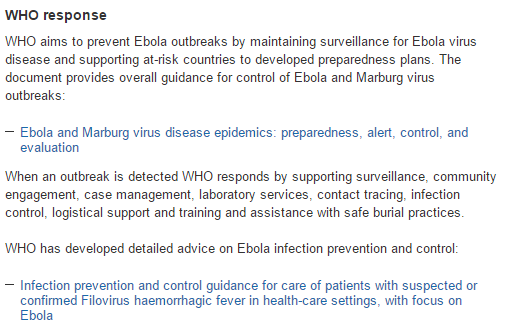 WHO response
WHO aims to prevent Ebola outbreaks by maintaining surveillance for Ebola virus
disease and supporting at-risk countries to developed preparedness plans. The
document provides overall guidance for control of Ebola and Marburg virus
outbreaks:
– Ebola and Marburg virus disease epidemics: preparedness, alert, control, and
evaluation
When an outbreak is detected WHO responds by supporting surveillance, community
engagement, case management, laboratory services, contact tracing, infection
control, logistical support and training and assistance with safe burial practices.
WHO has developed detailed advice on Ebola infection prevention and control:
– Infection prevention and control guidance for care of patients with suspected or
confirmed Filovirus haemorrhagic fever in health-care settings, with focus on
Ebola